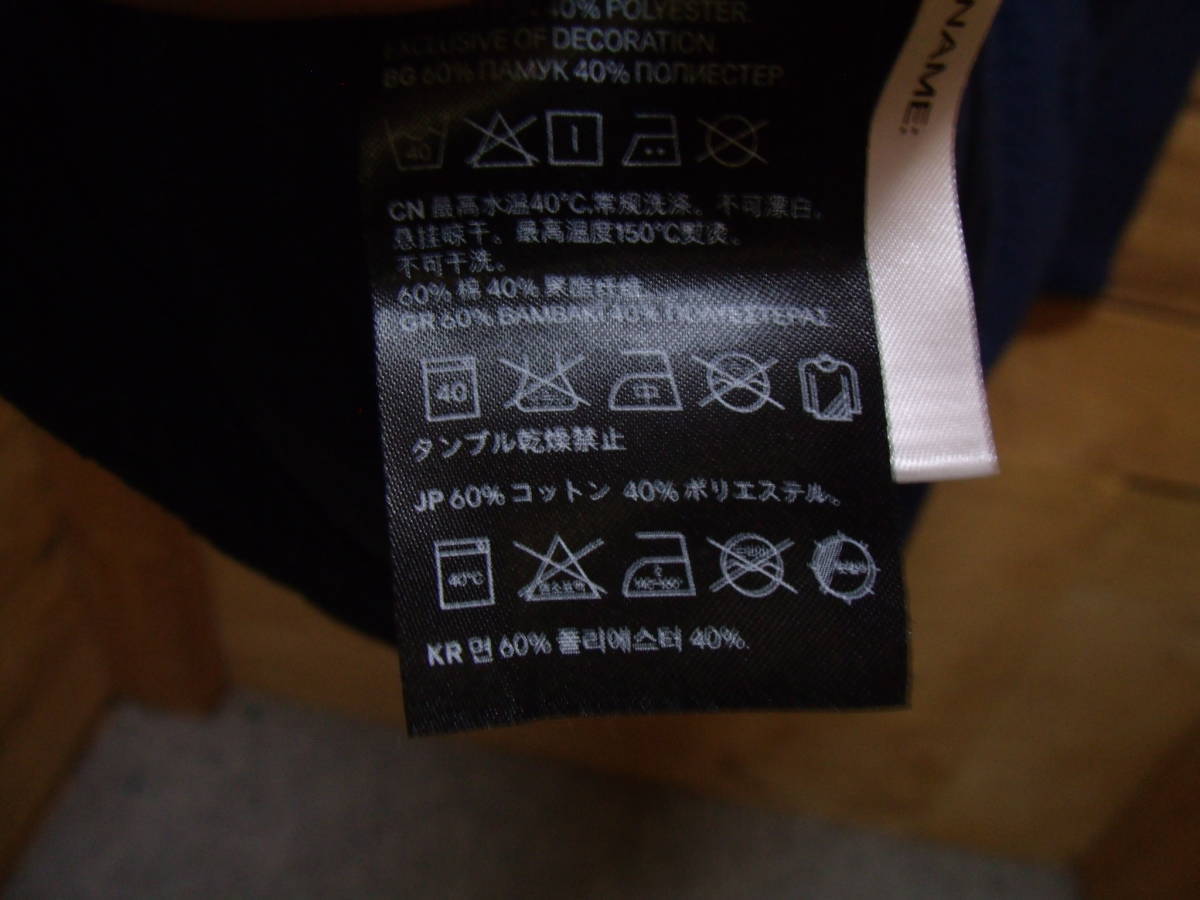 40% POLYESTER.
EXCLUSIVE OF DECORATION.
BG 60% ПАМУК 40% ПОЛИЕСТЕР
40
CN 最高水温40°C,常规洗涤。不可漂白。
悬挂晾干。最高温度150°C熨烫。
不可干洗。
60% 棉 40% 聚酯纤维
GR 60% ΒΑΜΒΑΚΙ 40% ΠΟΛΥΕΣΤΕΡΑΣ
40 中
タンブル乾燥禁止
JP 60% コットン 40% ポリエステル。
40°C
KR 면 60% 폴리에스터 40%.
NAME: